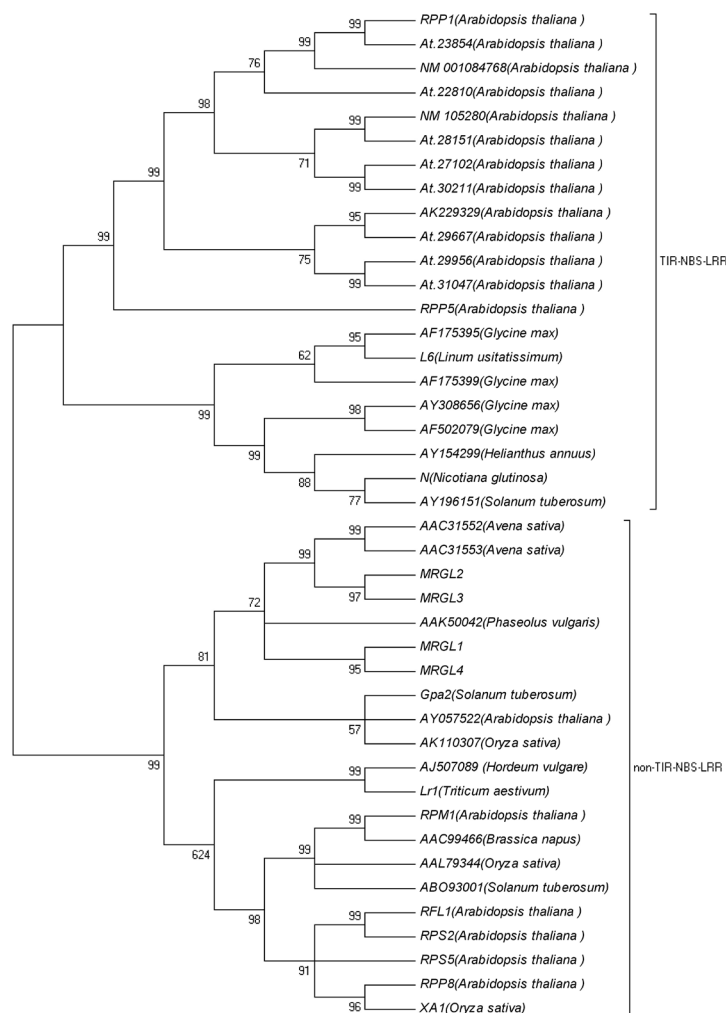 99
RPP1(Arabidopsis thaliana )
99
At.23854(Arabidopsis thaliana )
76
NM 001084768(Arabidopsis thaliana )
98
At.22810(Arabidopsis thaliana )
99
NM 105280(Arabidopsis thaliana )
At.28151(Arabidopsis thaliana )
71
At.27102(Arabidopsis thaliana )
99
At.30211(Arabidopsis thaliana )
99
95
AK229329(Arabidopsis thaliana )
99
At.29667(Arabidopsis thaliana )
75
At.29956(Arabidopsis thaliana )
TIR-NBS-LRR
99
At.31047(Arabidopsis thaliana )
RPP5(Arabidopsis thaliana )
95
AF175395(Glycine max)
62
L6(Linum usitatissimum)
AF175399(Glycine max)
99
98
AY308656(Glycine max)
AF502079(Glycine max)
99
AY154299(Helianthus annuus)
88
N(Nicotiana glutinosa)
77
AY196151(Solanum tuberosum)
99
AAC31552(Avena sativa)
99
AAC31553(Avena sativa)
MRGL2
72
97
MRGL3
AAK50042(Phaseolus vulgaris)
81
MRGL1
95
MRGL4
Gpa2(Solanum tuberosum)
AY057522(Arabidopsis thaliana )
57
AK110307(Oryza sativa)
99
99
AJ507089 (Hordeum vulgare)
non-TIR-NBS-LRR
Lr1(Triticum aestivum)
99
RPM1(Arabidopsis thaliana )
624
99
AAC99466(Brassica napus)
AAL79344(Oryza sativa)
ABO93001(Solanum tuberosum)
98
99
RFL1(Arabidopsis thaliana )
RPS2(Arabidopsis thaliana )
91
RPS5(Arabidopsis thaliana )
RPP8(Arabidopsis thaliana )
96
XA1(Oryza sativa)